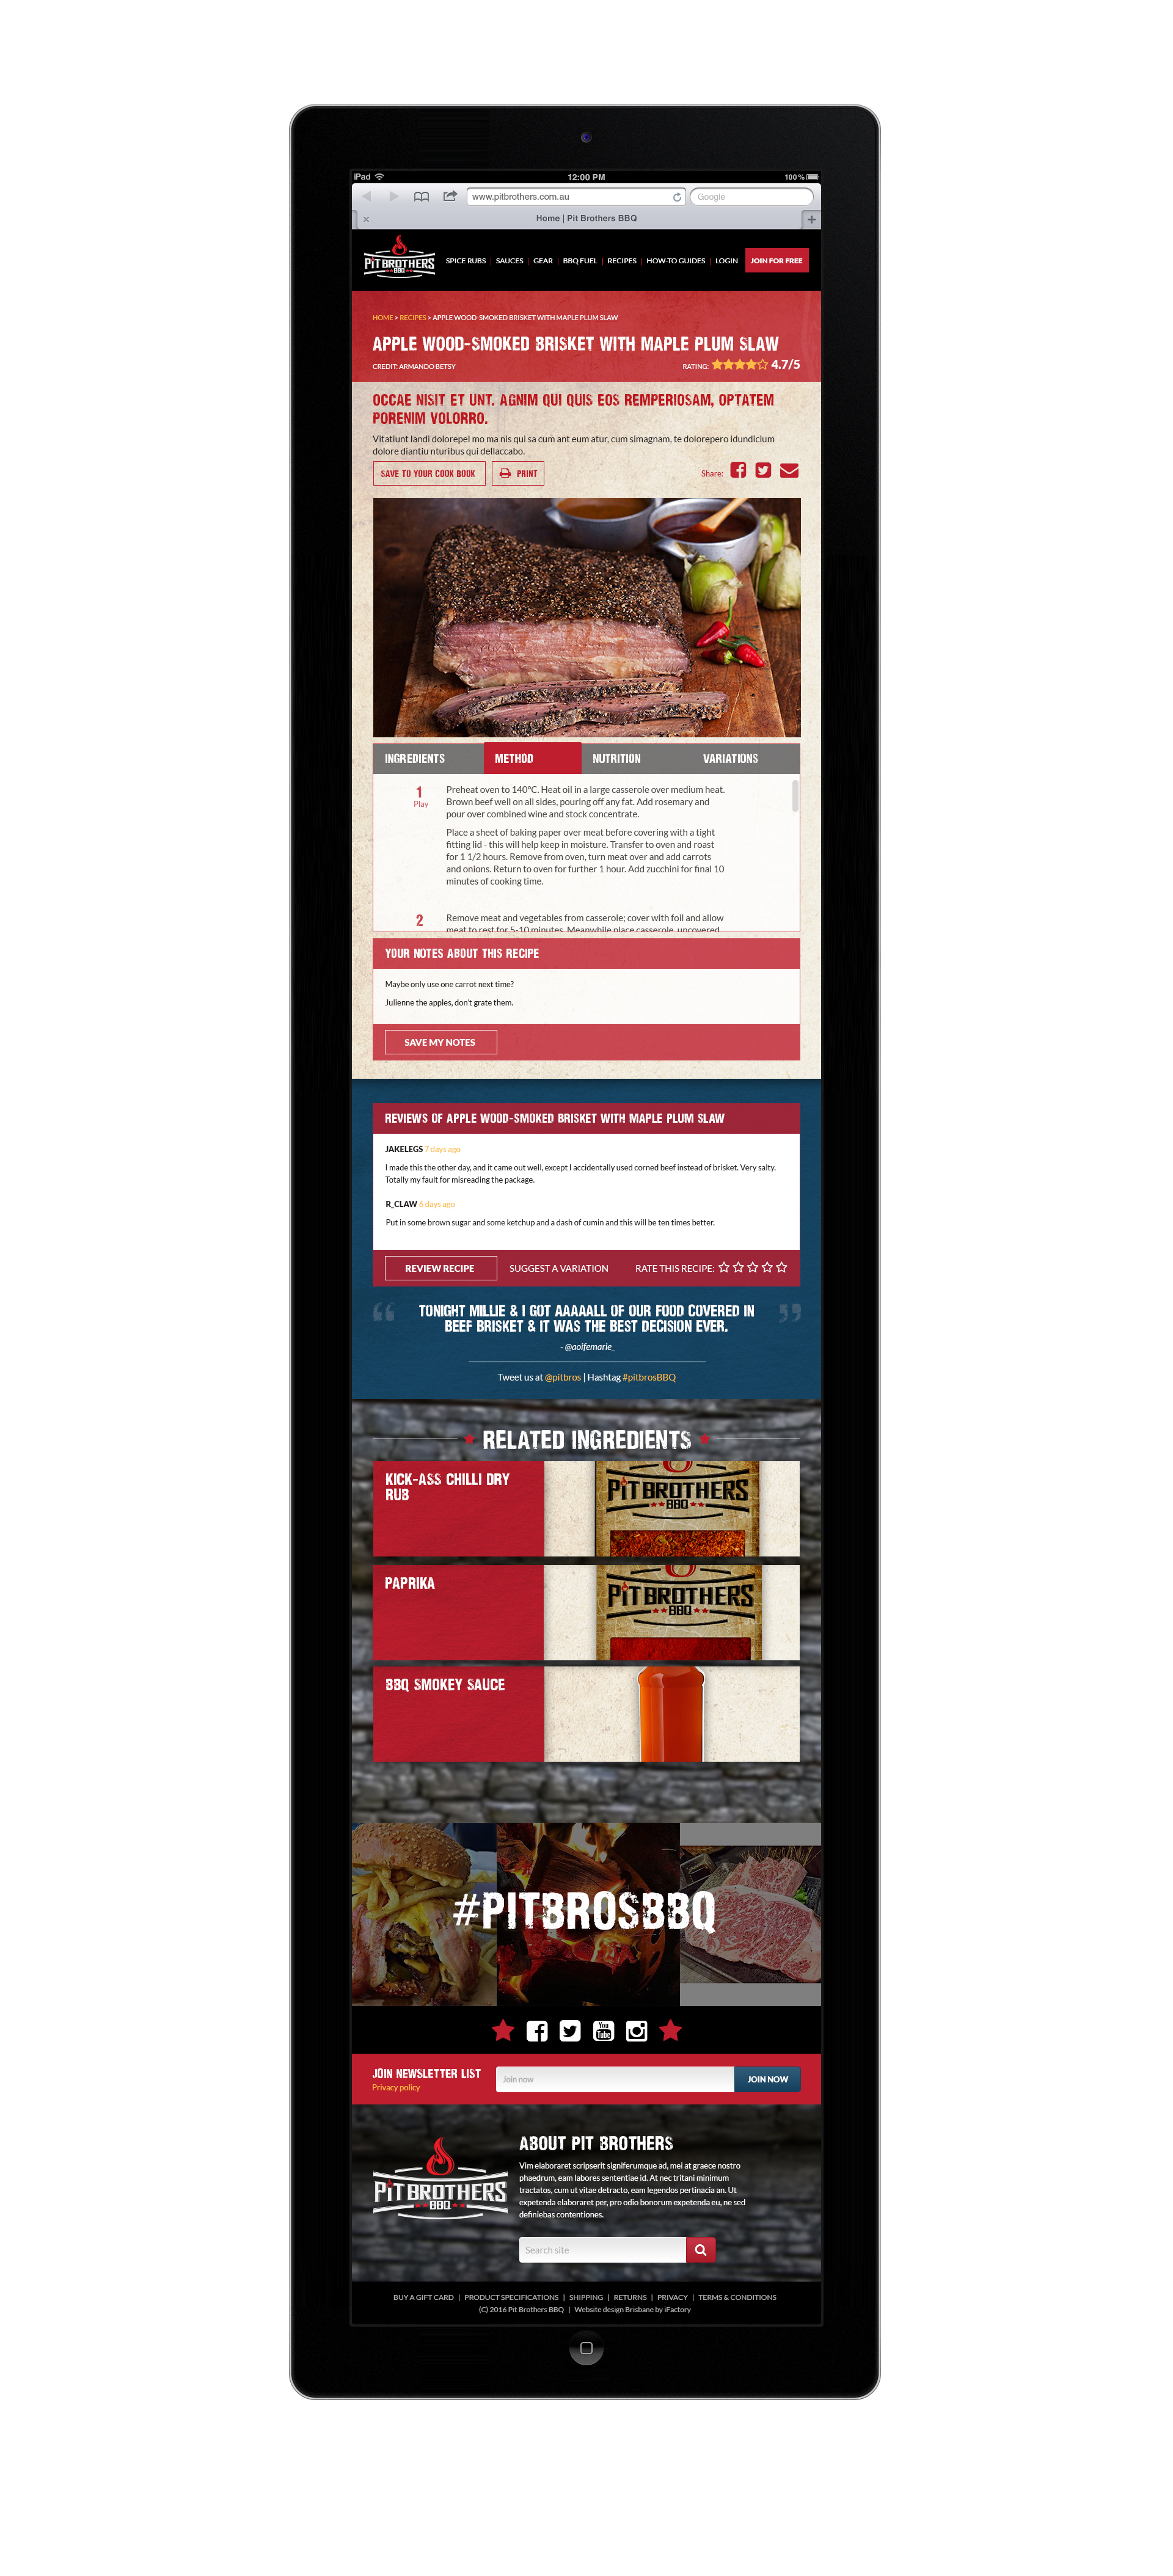 iPad
12:00 PM
100 %
www.pitbrothers.com.au
Google
Home | Pit Brothers BBQ
PITBROTHERS
BBQ
SPICE RUBS | SAUCES | GEAR | BBQ FUEL | RECIPES | HOW-TO GUIDES | LOGIN
JOIN FOR FREE
HOME > RECIPES > APPLE WOOD-SMOKED BRISKET WITH MAPLE PLUM SLAW
APPLE WOOD-SMOKED BRISKET WITH MAPLE PLUM SLAW
CREDIT: ARMANDO BETSY
RATING: 4.7/5
OCCAE NISIT ET UNT. AGNIM QUI QUIS EOS REMPERIOSAM, OPTATEM
PORENIM VOLORRO.
Vitatiunt landi dolorepel mo ma nis qui sa cum ant eum atur, cum simagnam, te dolorepero idundicium
dolore diantiu nturibus qui dellaccabo.
SAVE TO YOUR COOK BOOK
PRINT
Share:
INGREDIENTS
METHOD
NUTRITION
VARIATIONS
1
Play
Preheat oven to 140°C. Heat oil in a large casserole over medium heat.
Brown beef well on all sides, pouring off any fat. Add rosemary and
pour over combined wine and stock concentrate.
Place a sheet of baking paper over meat before covering with a tight
fitting lid - this will help keep in moisture. Transfer to oven and roast
for 1 1/2 hours. Remove from oven, turn meat over and add carrots
and onions. Return to oven for further 1 hour. Add zucchini for final 10
minutes of cooking time.
2
Remove meat and vegetables from casserole; cover with foil and allow
meat to rest for 5-10 minutes. Meanwhile place casserole, uncovered
YOUR NOTES ABOUT THIS RECIPE
Maybe only use one carrot next time?
Julienne the apples, don't grate them.
SAVE MY NOTES
REVIEWS OF APPLE WOOD-SMOKED BRISKET WITH MAPLE PLUM SLAW
JAKELEGS 7 days ago
I made this the other day, and it came out well, except I accidentally used corned beef instead of brisket. Very salty.
Totally my fault for misreading the package.
R_CLAW 6 days ago
Put in some brown sugar and some ketchup and a dash of cumin and this will be ten times better.
REVIEW RECIPE
SUGGEST A VARIATION
RATE THIS RECIPE:
“ TONIGHT MILLIE & I GOT AAAAALL OF OUR FOOD COVERED IN ”
BEEF BRISKET & IT WAS THE BEST DECISION EVER.
- @aoifemarie_
Tweet us at @pitbros | Hashtag #pitbrosBBQ
RELATED INGREDIENTS
KICK-ASS CHILLI DRY
RUB
PITBROTHERS
BBQ
PAPRIKA
PITBROTHERS
BBQ
BBQ SMOKEY SAUCE
#PITBROSBBQ
You
Tube
JOIN NEWSLETTER LIST
Privacy policy
Join now
JOIN NOW
PITBROTHERS
BBQ
ABOUT PIT BROTHERS
Vim elaboraret scripserit signiferumque ad, mei at graece nostro
phaedrum, eam labores sententiae id. At nec tritani minimum
tractatos, cum ut vitae detracto, eam legendos pertinacia an. Ut
expetenda elaboraret per, pro odio bonorum expetenda eu, ne sed
definiebas contentiones.
Search site
BUY A GIFT CARD | PRODUCT SPECIFICATIONS | SHIPPING | RETURNS | PRIVACY | TERMS & CONDITIONS
(C) 2016 Pit Brothers BBQ | Website design Brisbane by iFactory